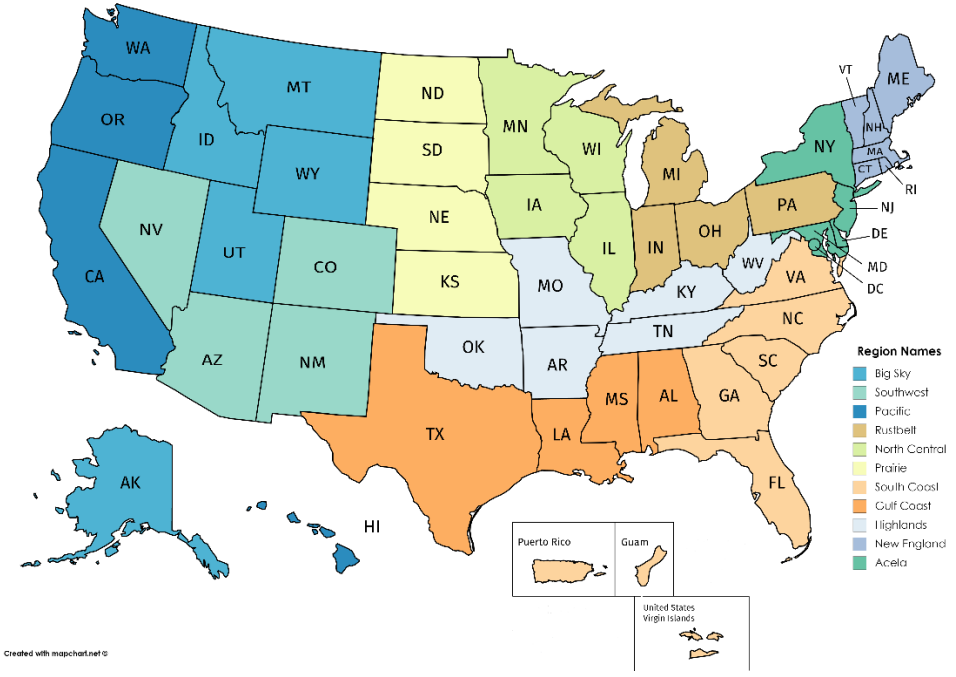 WA
OR
CA
ID
MT
WY
NV
UT
CO
AZ
NM
ND
SD
NE
KS
MN
IA
WI
IL
MI
IN
OH
PA
NY
VT
ME
NH
MA
CT
RI
NJ
DE
MD
DC
MO
KY
WV
VA
TN
NC
OK
AR
SC
TX
LA
MS
AL
GA
FL
AK
HI
Puerto Rico
Guam
United States
Virgin Islands
Region Names
Big Sky
Southwest
Pacific
Rustbelt
North Central
Prairie
South Coast
Gulf Coast
Highlands
New England
Acela
Created with mapchart.net ©